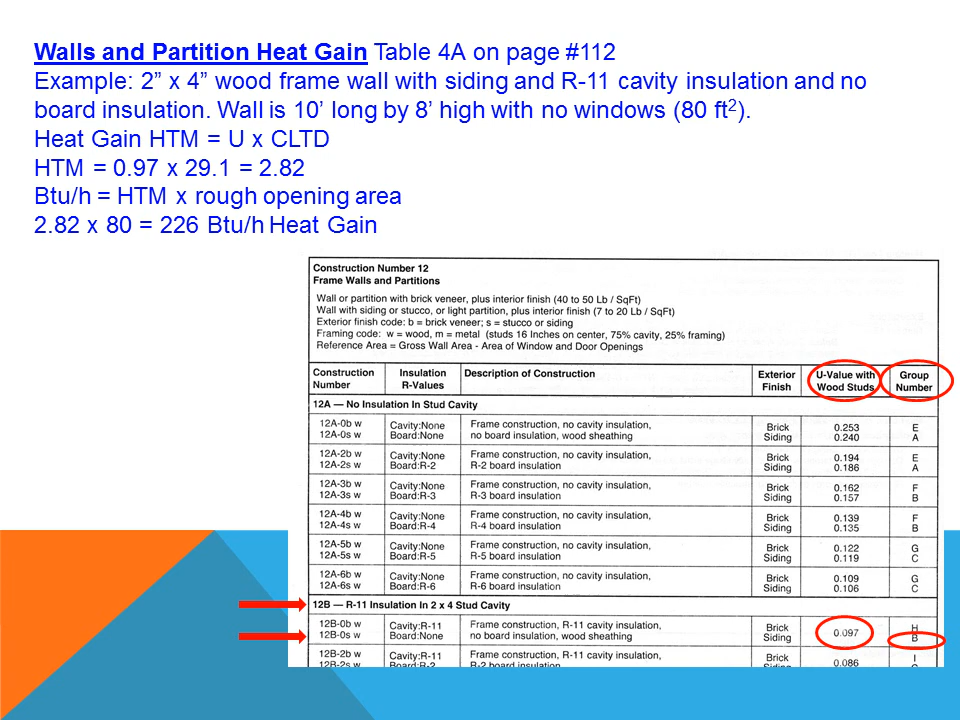 Walls and Partition Heat Gain Table 4A on page #112
Example: 2” x 4” wood frame wall with siding and R-11 cavity insulation and no
board insulation. Wall is 10’ long by 8’ high with no windows (80 ft²).
Heat Gain HTM = U x CLTD
HTM = 0.97 x 29.1 = 2.82
Btu/h = HTM x rough opening area
2.82 x 80 = 226 Btu/h Heat Gain
Construction Number 12
Frame Walls and Partitions
Wall or partition with brick veneer, plus interior finish (40 to 50 Lb / SqFt)
Wall with siding or stucco, or light partition, plus interior finish (7 to 20 Lb / SqFt)
Exterior finish code: b = brick veneer; s = stucco or siding
Framing code: w = wood, m = metal (studs 16 Inches on center, 75% cavity, 25% framing)
Reference Area = Gross Wall Area - Area of Window and Door Openings
Construction Insulation Description of Construction Exterior U-Value with Group
Number R-Values Finish Wood Studs Number
12A — No Insulation In Stud Cavity
12A-0b w Cavity:None Frame construction, no cavity insulation, Brick 0.253 E
12A-0s w Board:None no board insulation, wood sheathing Siding 0.240 A
12A-2b w Cavity:None Frame construction, no cavity insulation, Brick 0.194 E
12A-2s w Board:R-2 R-2 board insulation Siding 0.186 A
12A-3b w Cavity:None Frame construction, no cavity insulation, Brick 0.162 F
12A-3s w Board:R-3 R-3 board insulation Siding 0.157 B
12A-4b w Cavity:None Frame construction, no cavity insulation, Brick 0.139 F
12A-4s w Board:R-4 R-4 board insulation Siding 0.135 B
12A-5b w Cavity:None Frame construction, no cavity insulation, Brick 0.122 G
12A-5s w Board:R-5 R-5 board insulation Siding 0.119 C
12A-6b w Cavity:None Frame construction, no cavity insulation, Brick 0.109 G
12A-6s w Board:R-6 R-6 board insulation Siding 0.106 C
12B — R-11 Insulation In 2 x 4 Stud Cavity
12B-0b w Cavity:R-11 Frame construction, R-11 cavity insulation, Brick 0.097 H
12B-0s w Board:None no board insulation, wood sheathing Siding B
12B-2b w Cavity:R-11 Frame construction, R-11 cavity insulation, Brick 0.086 I
12B-2s w Board:R-2 R-2 board insulation Siding